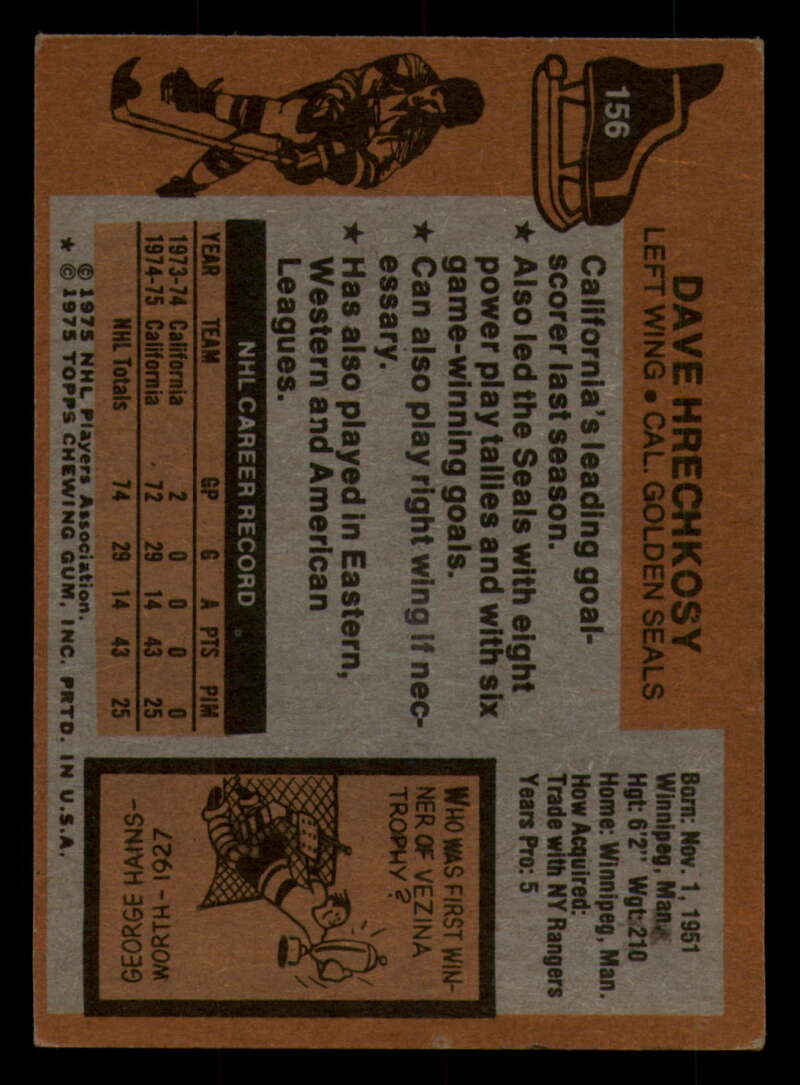 156
DAVE HRECHKOSY
LEFT WING • CAL. GOLDEN SEALS
California's leading goal-
scorer last season.
★ Also led the Seals with eight
power play tallies and with six
game-winning goals.
★ Can also play right wing if nec-
essary.
★ Has also played in Eastern,
Western and American
Leagues.
NHL CAREER RECORD
YEAR TEAM GP G A PTS PIM
1973-74 California 2 0 0 0 0
1974-75 California 72 29 14 43 25
NHL Totals 74 29 14 43 25
© 1975 NHL Players Association.
★ © 1975 TOPPS CHEWING GUM, INC. PRTD. IN U.S.A.
Born: Nov. 1, 1951
Winnipeg, Man.
Hgt: 6'2" Wgt: 210
Home: Winnipeg, Man.
How Acquired:
Trade with NY Rangers
Years Pro: 5
WHO WAS FIRST WIN-
NER OF VEZINA
TROPHY?
GEORGE HAINS-
WORTH-1927